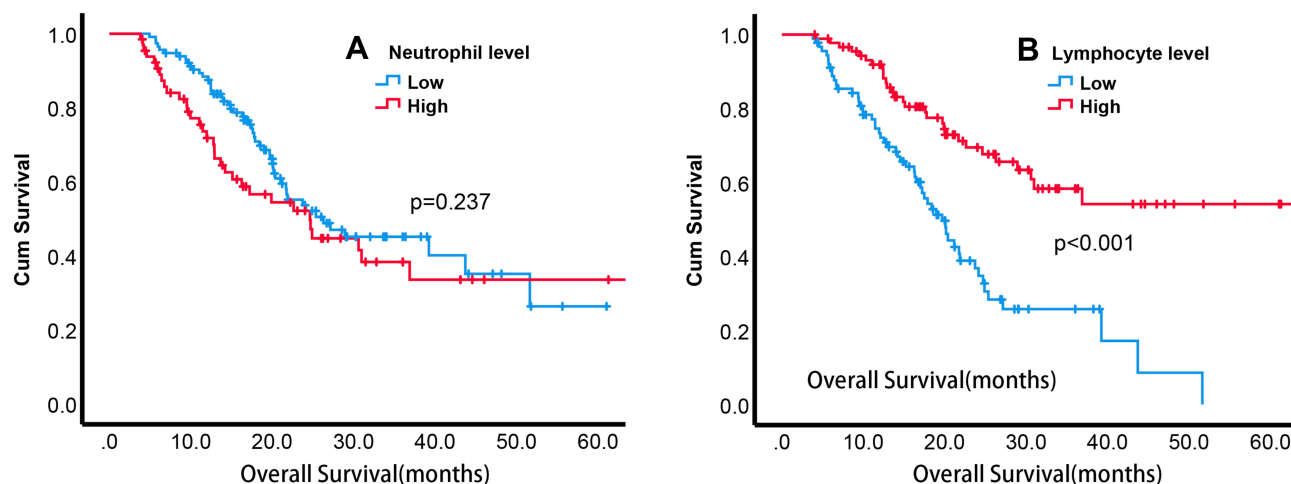 A
Neutrophil level
Low
High
p=0.237
Cum Survival
1.0
0.8
0.6
0.4
0.2
0.0
.0 10.0 20.0 30.0 40.0 50.0 60.0
Overall Survival(months)
B
Lymphocyte level
Low
High
p<0.001
Overall Survival(months)
Cum Survival
1.0
0.8
0.6
0.4
0.2
0.0
.0 10.0 20.0 30.0 40.0 50.0 60.0
Overall Survival(months)